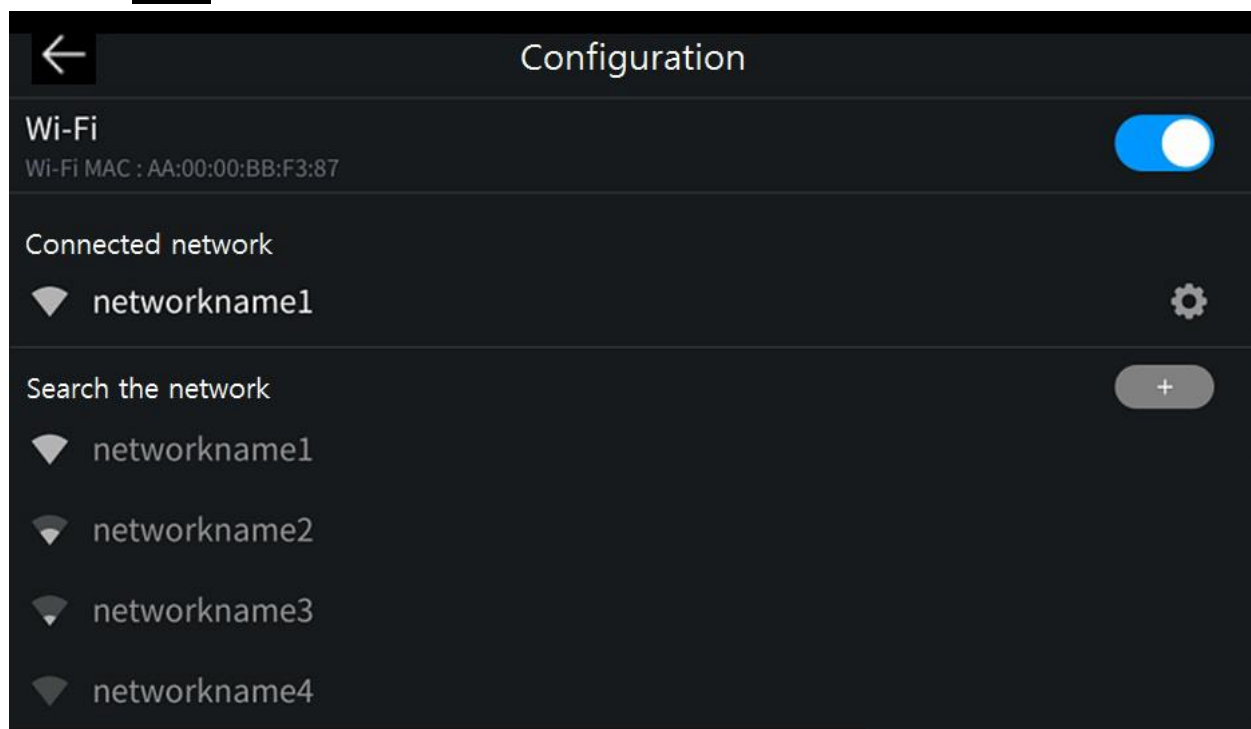 Configuration
Wi-Fi
Wi-Fi MAC : AA:00:00:BB:F3:87
Connected network
networkname1
Search the network
+
networkname1
networkname2
networkname3
networkname4